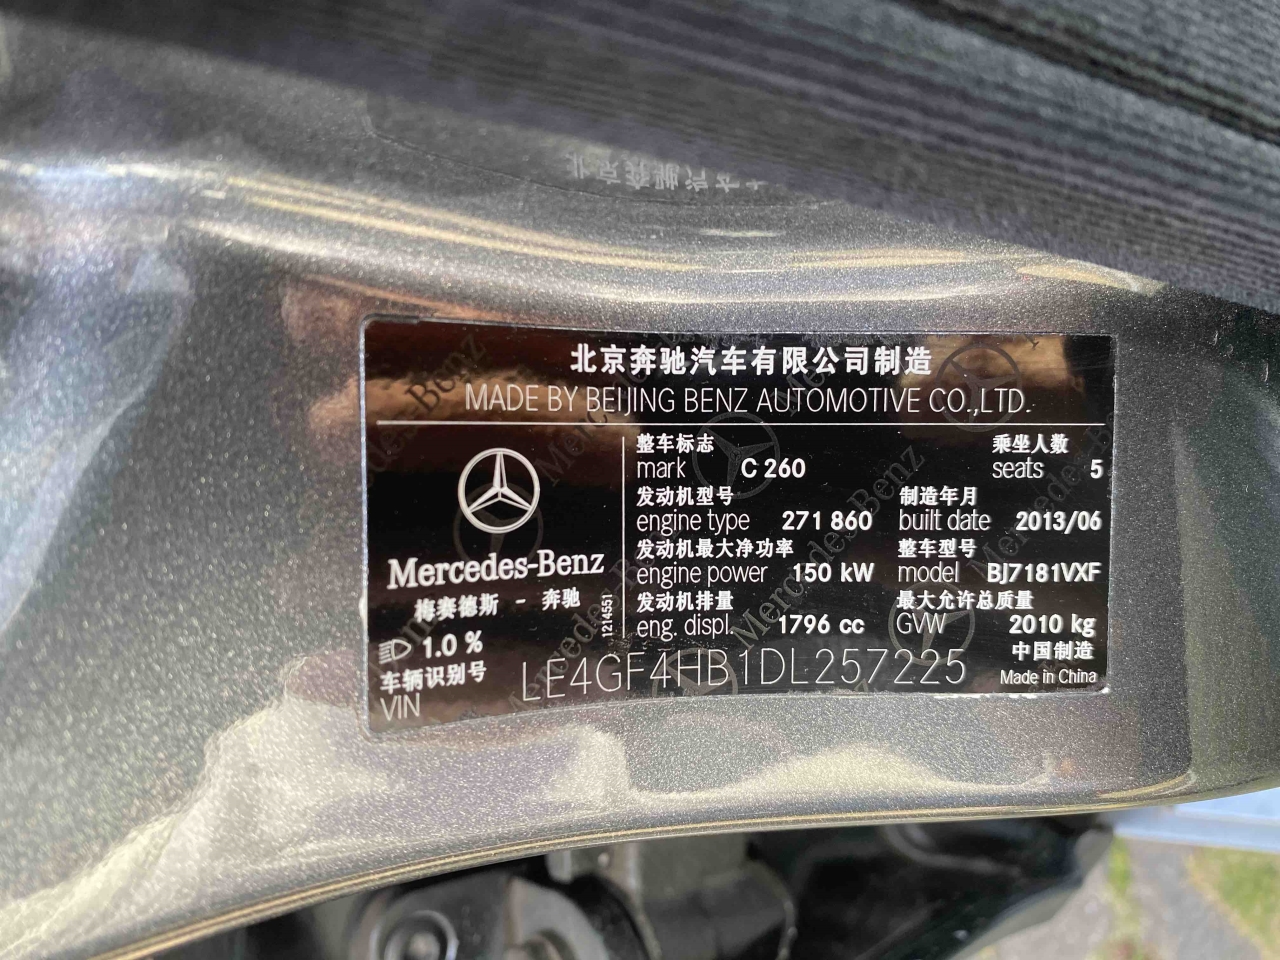 北京奔驰汽车有限公司制造
MADE BY BEIJING BENZ AUTOMOTIVE CO.,LTD.
Mercedes-Benz
梅赛德斯 - 奔驰
1.0 %
1214551
整车标志 乘坐人数
mark C 260 seats 5
发动机型号 制造年月
engine type 271 860 built date 2013/06
发动机最大净功率 整车型号
engine power 150 kW model BJ7181VXF
发动机排量 最大允许总质量
eng. displ. 1796 cc GVW 2010 kg
车辆识别号
VIN LE4GF4HB1DL257225
中国制造
Made in China